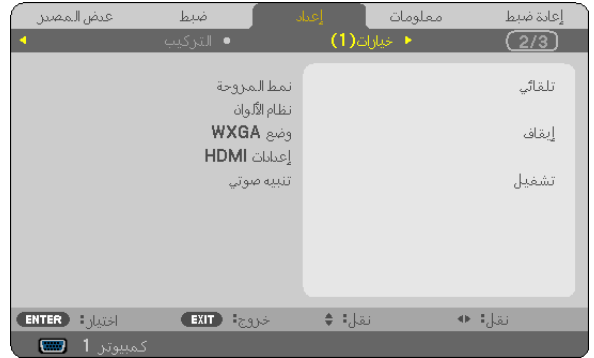 عرض المصدر ضبط إعداد معلومات إعادة ضبط
التركيب خيارات(1) 2/3
نمط المروحة تلقائي
نظام الألوان
وضع WXGA إيقاف
إعدادات HDMI
تنبيه صوتي تشغيل
ENTER اختيار: EXIT خروج: نقل: نقل:
كمبيوتر 1